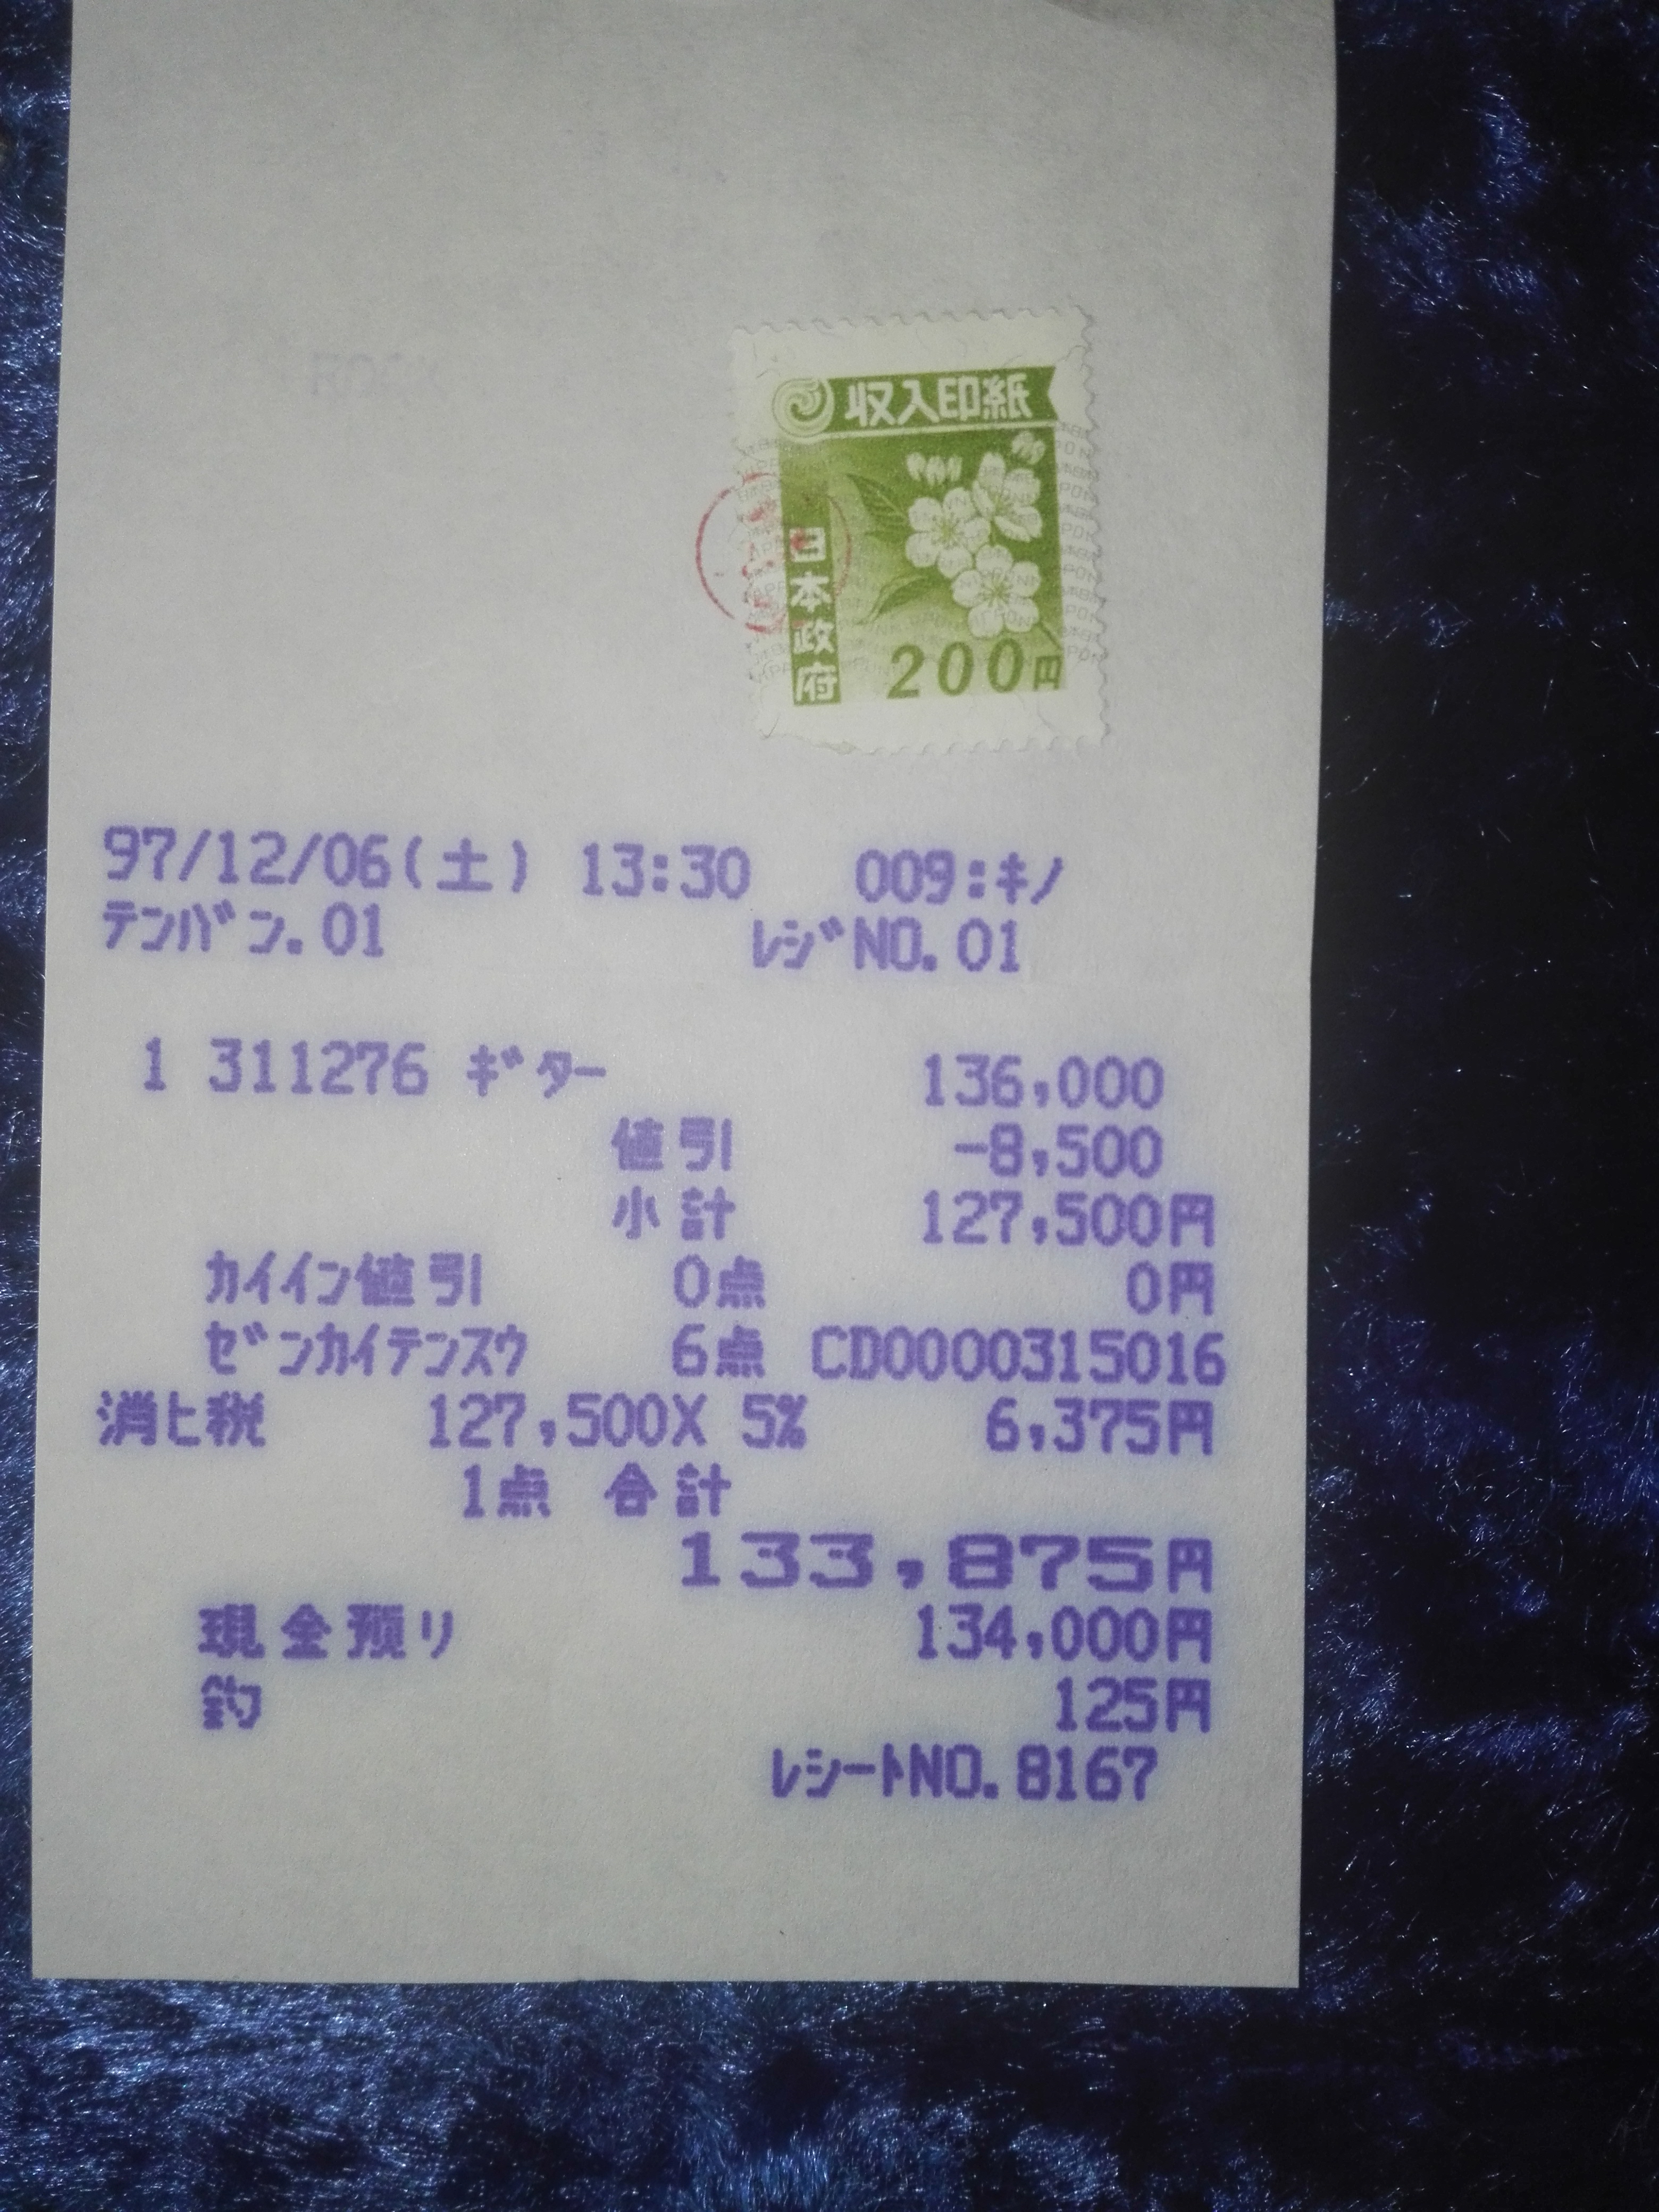 収入印紙
日本政府
200円
97/12/06(土) 13:30 009:ｷﾉ
ﾃﾝﾊﾞﾝ.01 ﾚｼﾞNO.01
1 311276 ｷﾞﾀｰ 136,000
値引 -8,500
小計 127,500円
ｶｲｲﾝ値引 0点 0円
ｾﾞﾝｶｲﾃﾝｽｳ 6点 CD0000315016
消ﾋ税 127,500X 5% 6,375円
1点 合計
133,875円
現金預ﾘ 134,000円
釣 125円
ﾚｼｰﾄNO.8167